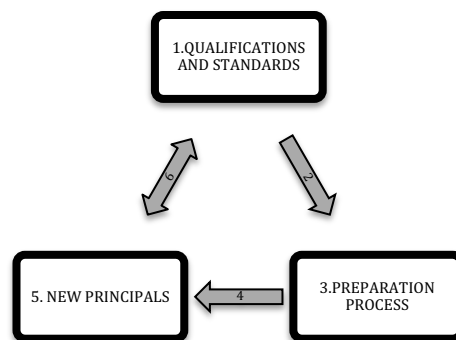 1.QUALIFICATIONS
AND STANDARDS
6
2
5. NEW PRINCIPALS
4
3.PREPARATION
PROCESS